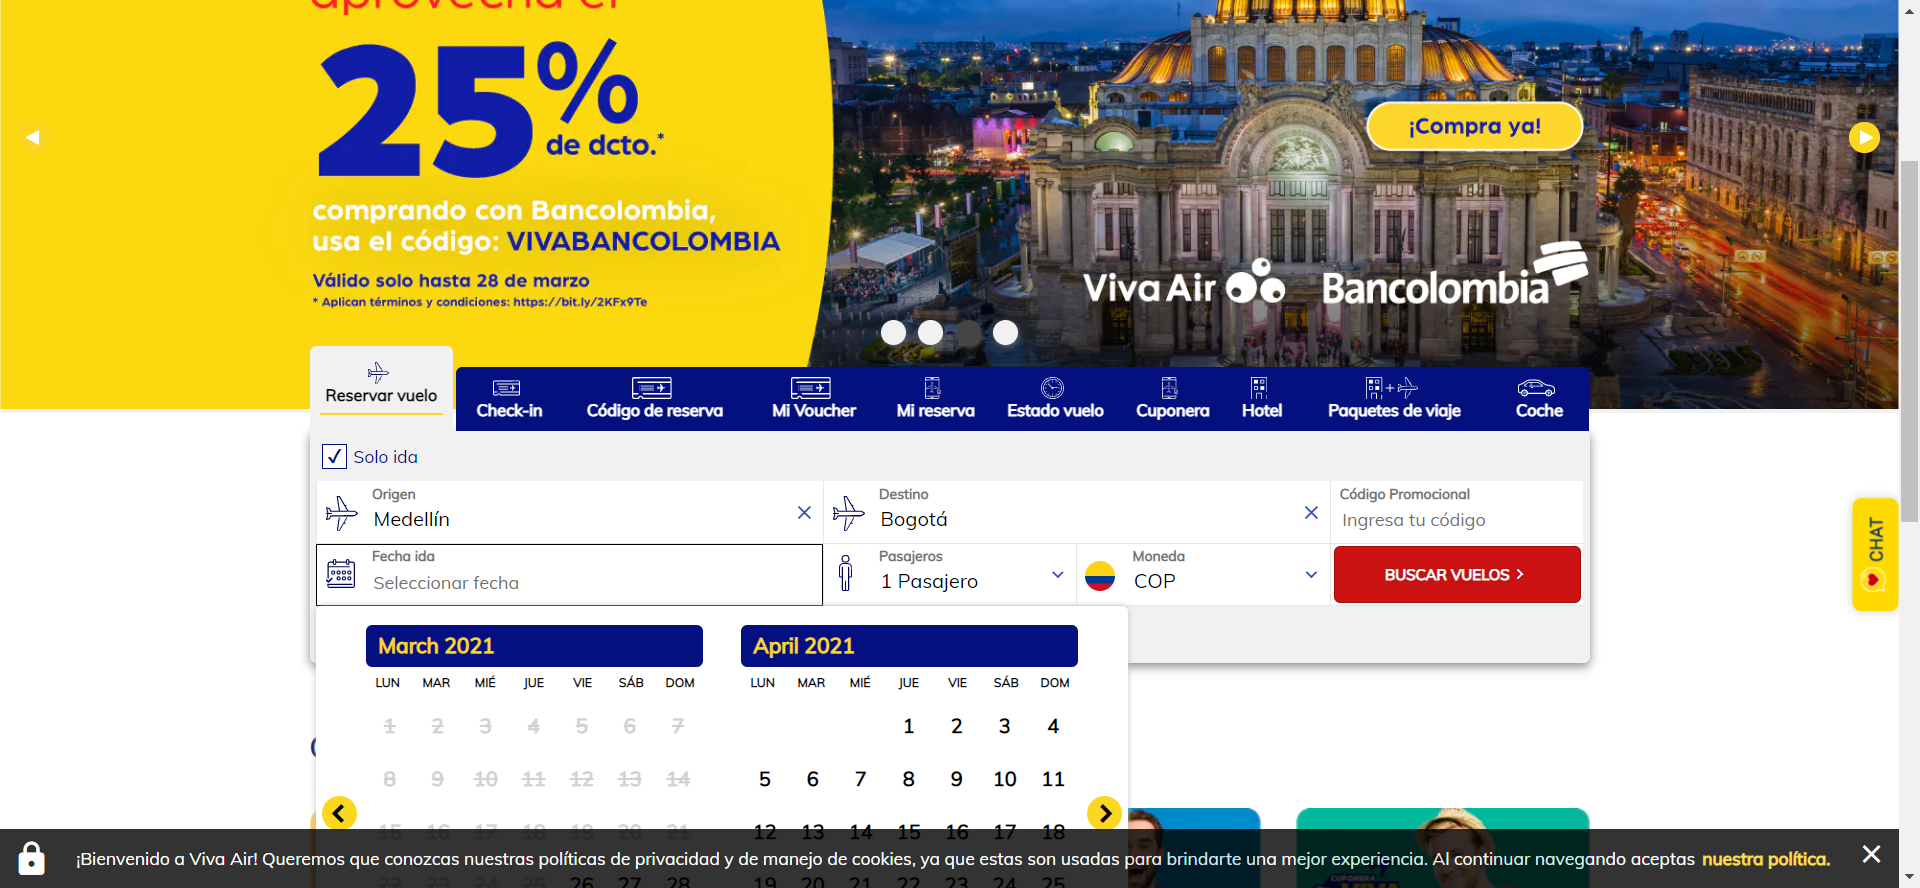 aprovecha el
25%
de dcto.*
comprando con Bancolombia,
usa el código: VIVABANCOLOMBIA
Válido solo hasta 28 de marzo
* Aplican términos y condiciones: https://bit.ly/2KFx9Te
¡Compra ya!
Viva Air Bancolombia
Reservar vuelo
Check-in Código de reserva Mi Voucher Mi reserva Estado vuelo Cuponera Hotel Paquetes de viaje Coche
Solo ida
Origen Destino Código Promocional
Medellín Bogotá Ingresa tu código
Fecha ida Pasajeros Moneda
Seleccionar fecha 1 Pasajero COP BUSCAR VUELOS
CHAT
March 2021 April 2021
LUN MAR MIÉ JUE VIE SÁB DOM LUN MAR MIÉ JUE VIE SÁB DOM
1 2 3 4 5 6 7 1 2 3 4
8 9 10 11 12 13 14 5 6 7 8 9 10 11
15 16 17 18 19 20 21 12 13 14 15 16 17 18
¡Bienvenido a Viva Air! Queremos que conozcas nuestras políticas de privacidad y de manejo de cookies, ya que estas son usadas para brindarte una mejor experiencia. Al continuar navegando aceptas nuestra política.
22 23 24 25 26 27 28 19 20 21 22 23 24 25
CUPONERA